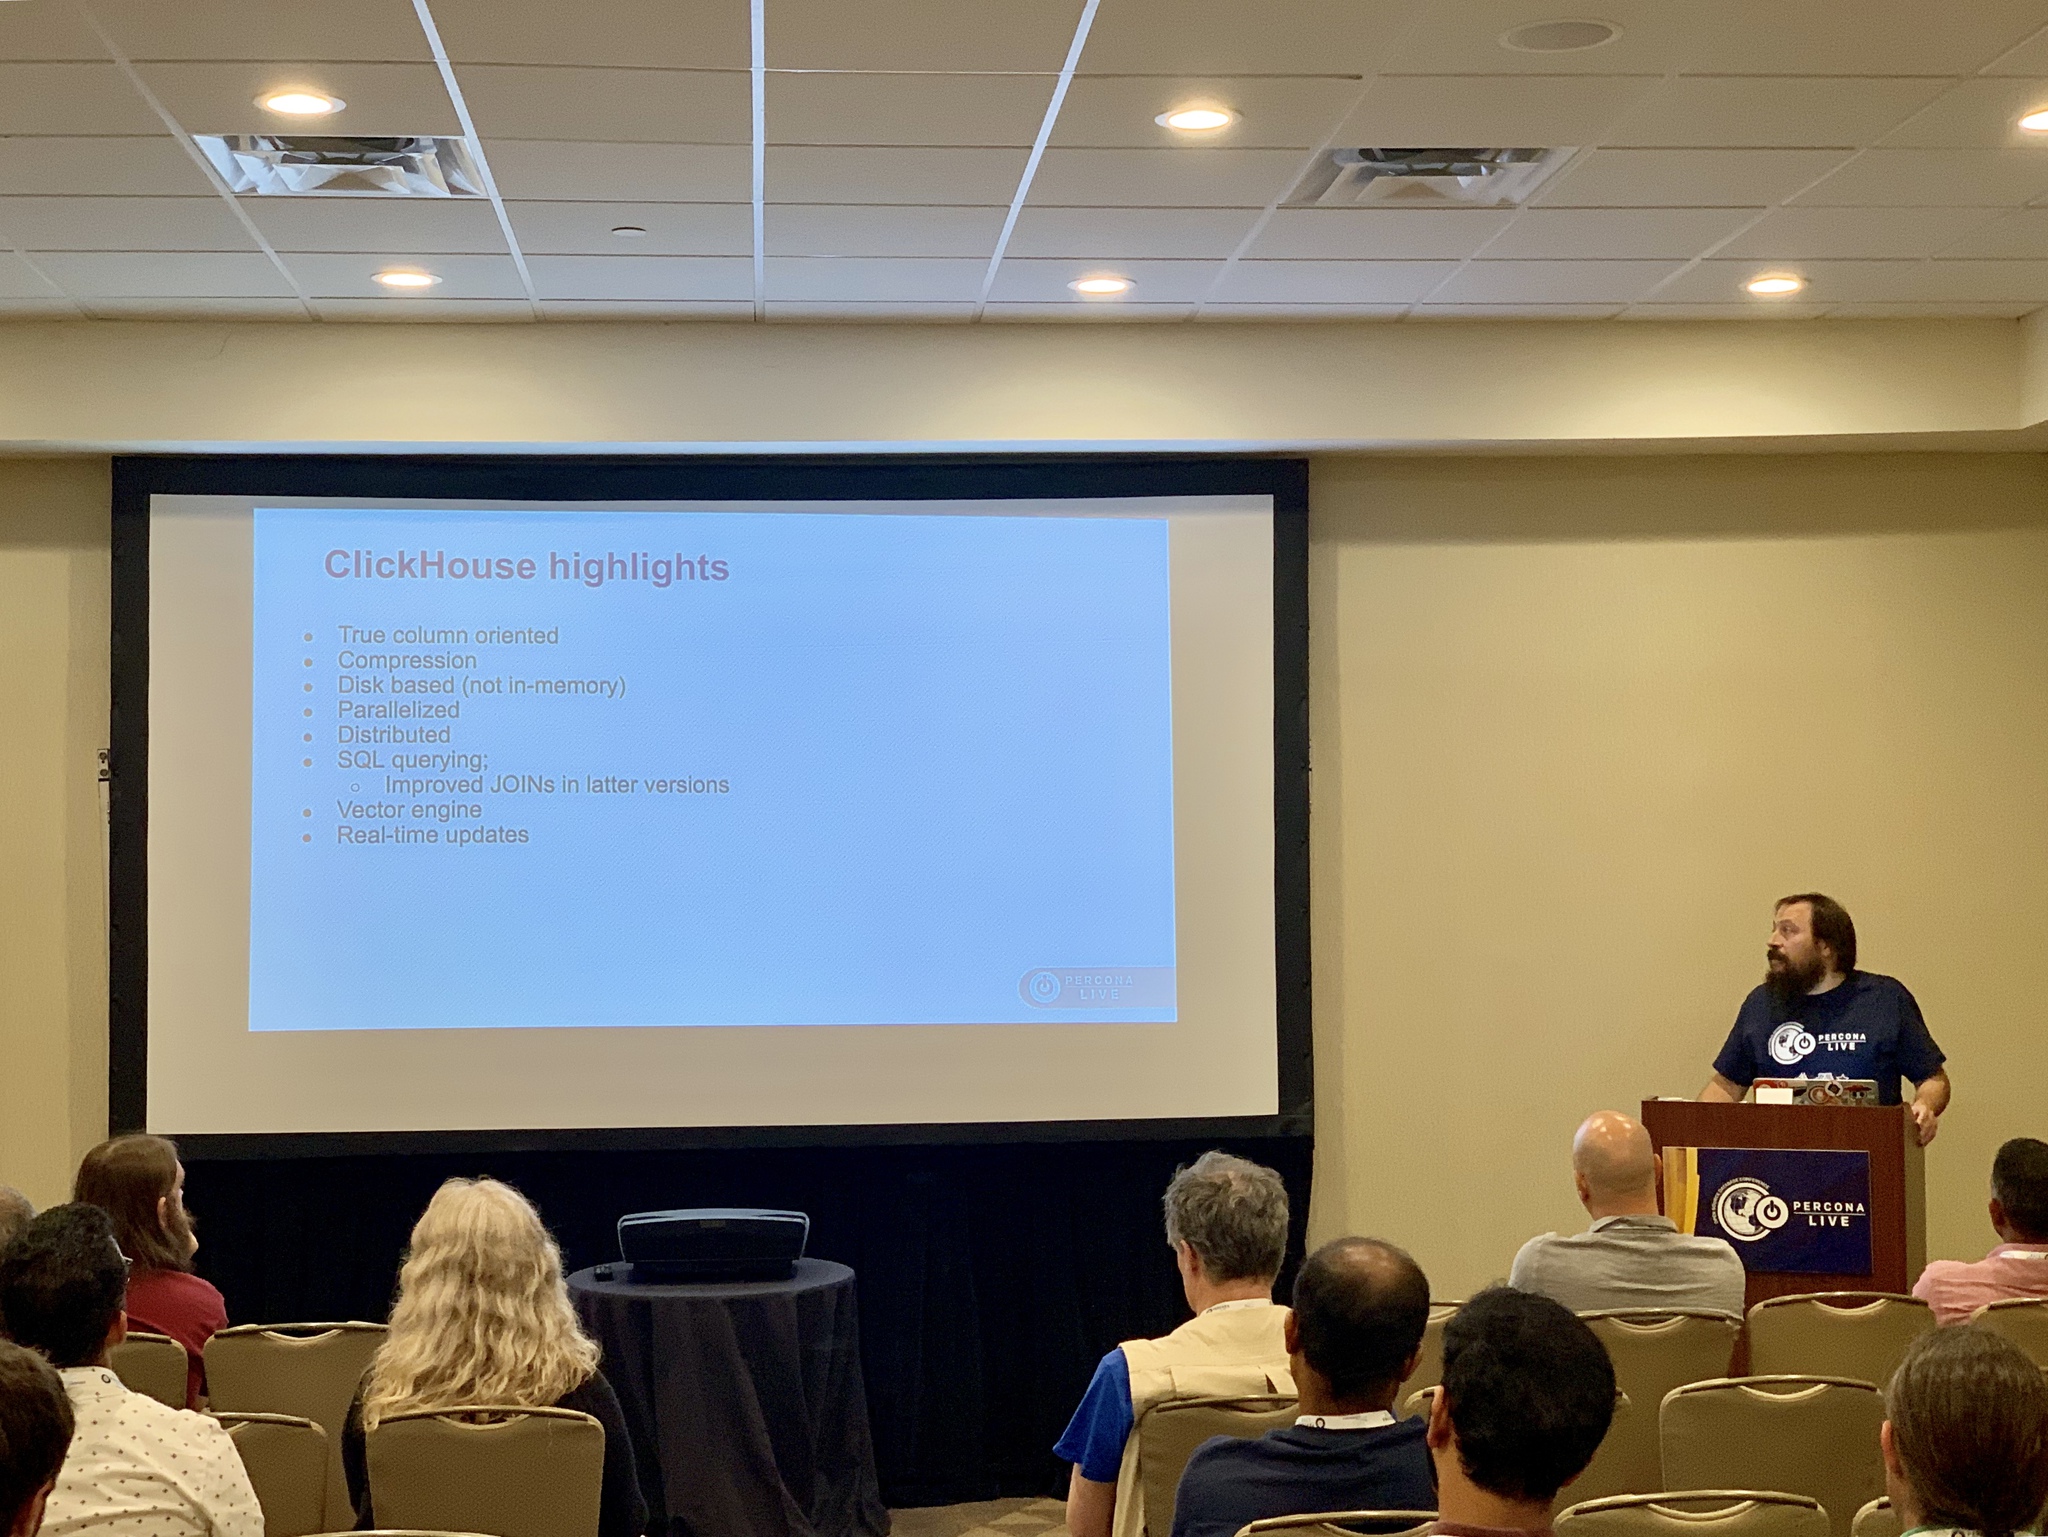 ClickHouse highlights
● True column oriented
● Compression
● Disk based (not in-memory)
● Parallelized
● Distributed
● SQL querying;
○ Improved JOINs in latter versions
● Vector engine
● Real-time updates
PERCONA
LIVE
PERCONA
LIVE
PERCONA
LIVE